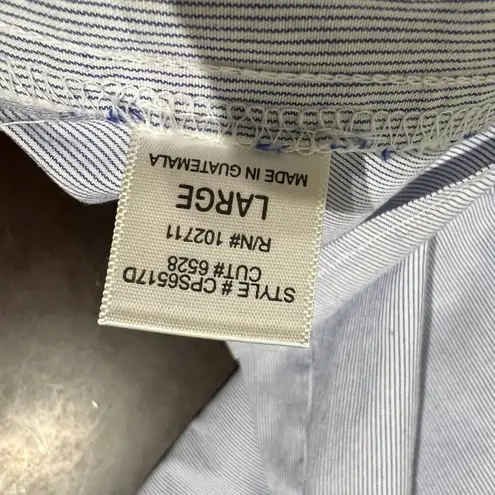 STYLE # CPS6517D
CUT# 6528
R/N# 102711
LARGE
MADE IN GUATEMALA